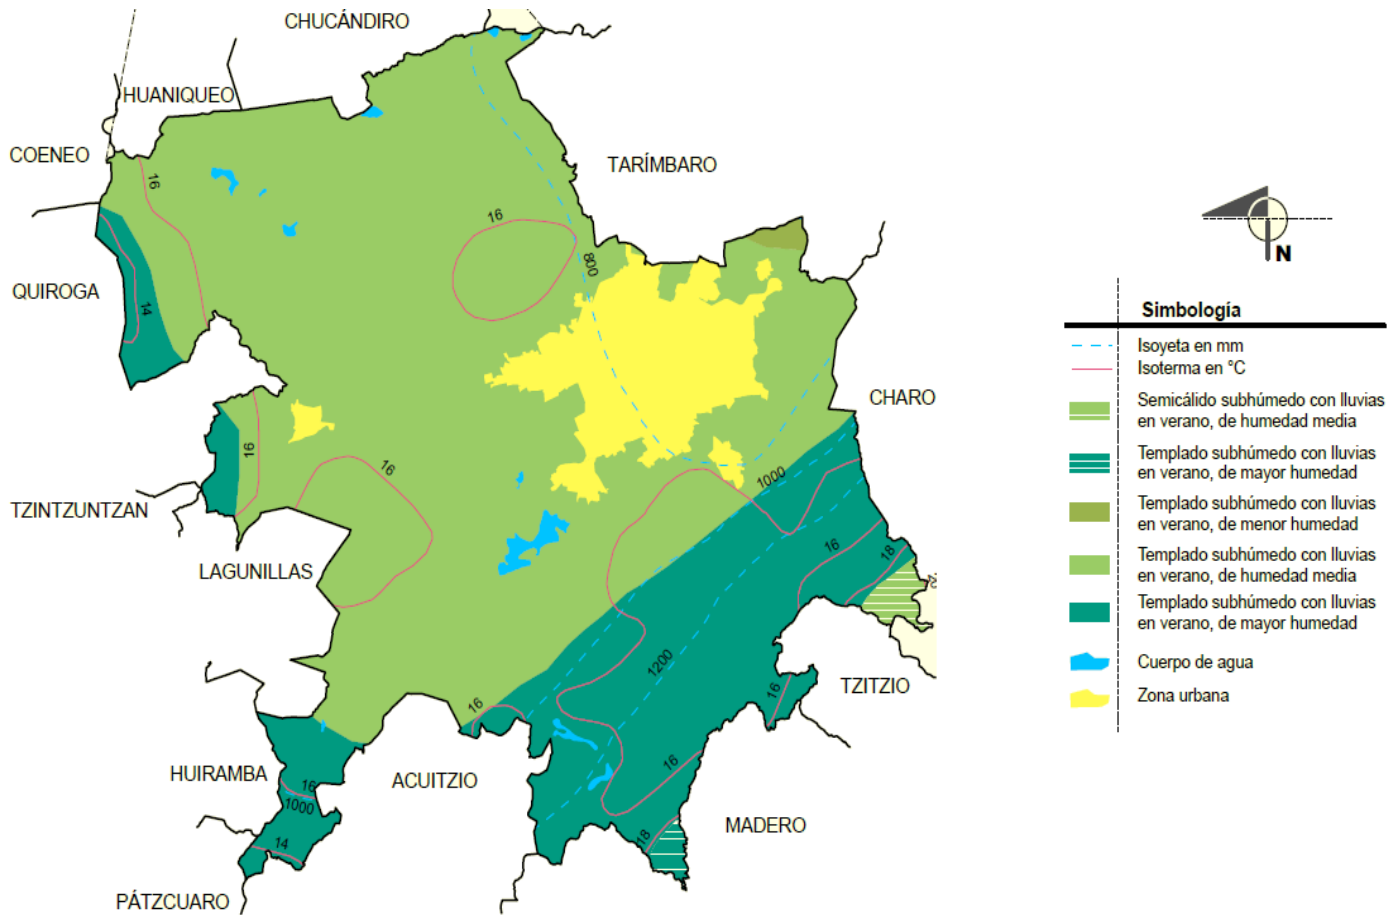 CHUCÁNDIRO
HUANIQUEO
COENEO
TARÍMBARO
16
16
800
QUIROGA
14
N
CHARO
16
16
1000
TZINTZUNTZAN
LAGUNILLAS
16
18
1200
TZITZIO
16
16
HUIRAMBA
16
1000
ACUITZIO
16
MADERO
18
14
PÁTZCUARO
Simbología
Isoyeta en mm
Isoterma en °C
Semicálido subhúmedo con lluvias
en verano, de humedad media
Templado subhúmedo con lluvias
en verano, de mayor humedad
Templado subhúmedo con lluvias
en verano, de menor humedad
Templado subhúmedo con lluvias
en verano, de humedad media
Templado subhúmedo con lluvias
en verano, de mayor humedad
Cuerpo de agua
Zona urbana